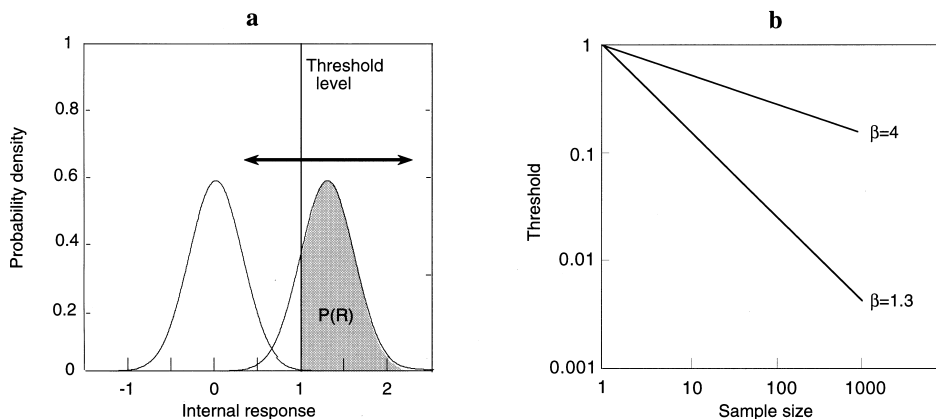 a
1
0.8
0.6
0.4
0.2
0
Probability density
Threshold
level
P(R)
-1 0 1 2
Internal response
b
1
0.1
0.01
0.001
Threshold
β=4
β=1.3
1 10 100 1000
Sample size